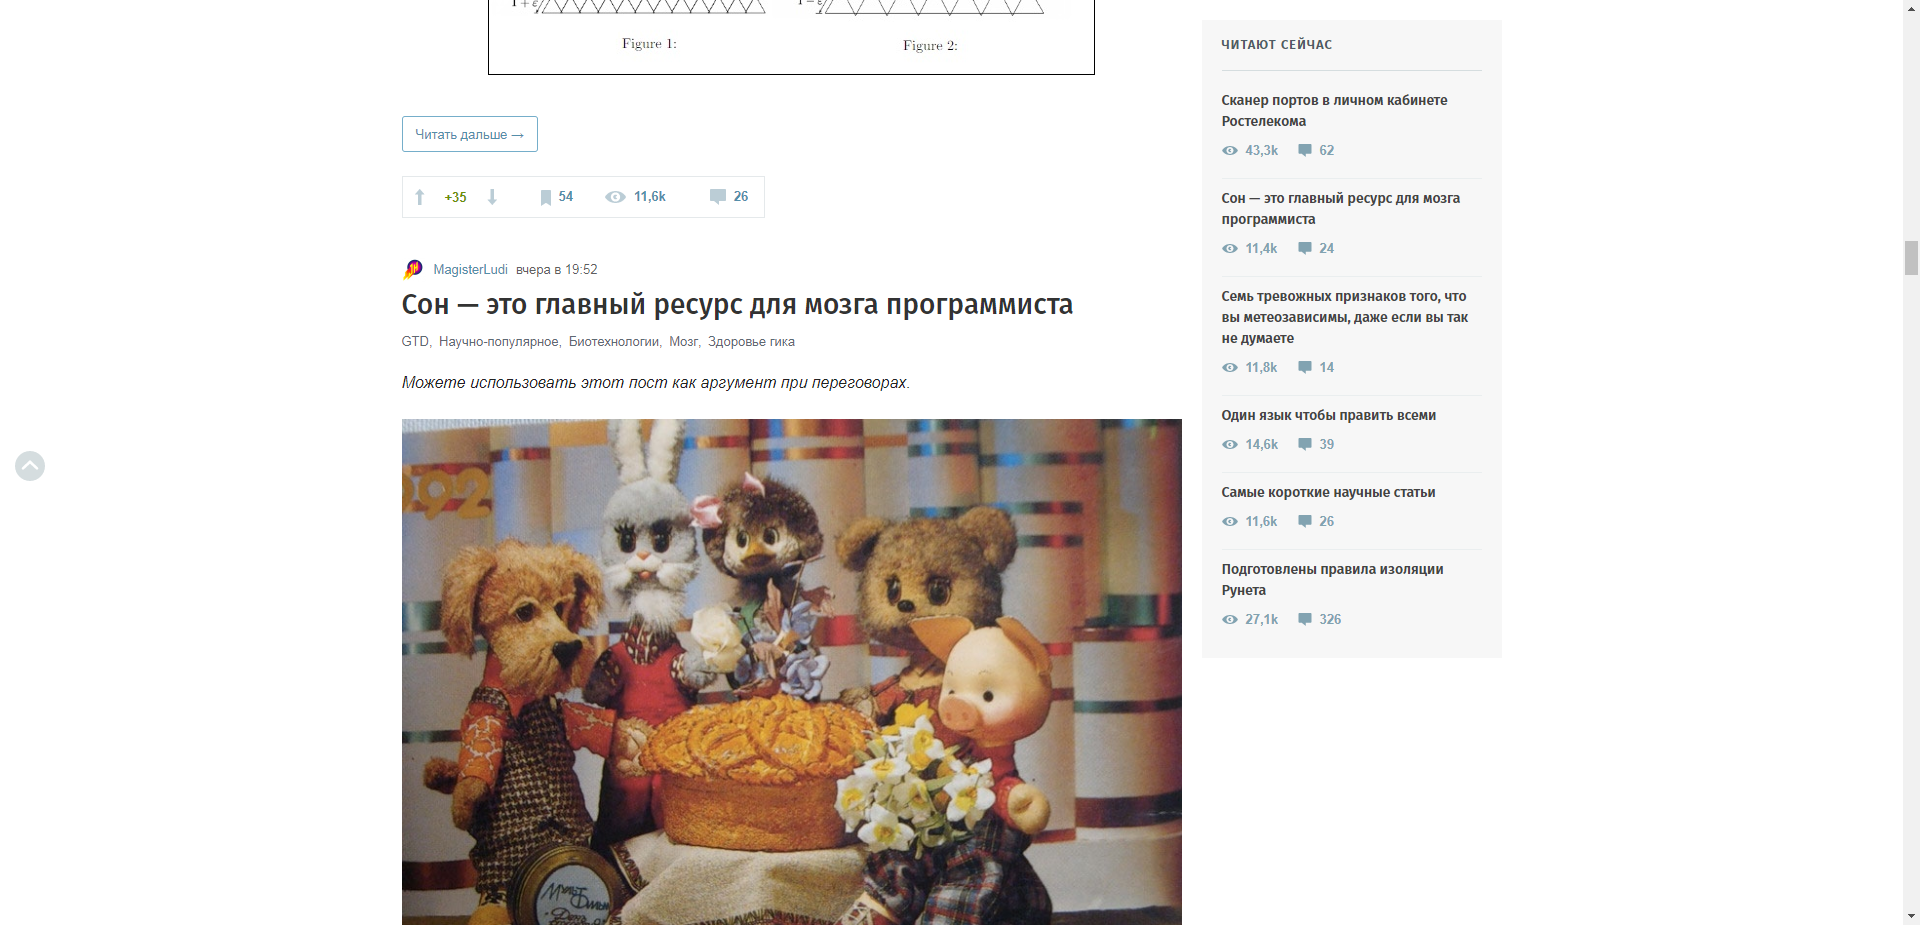 1 + ε
1 − ε
Figure 1:
Figure 2:
Читать дальше →
+35 54 11,6k 26
MagisterLudi вчера в 19:52
Сон — это главный ресурс для мозга программиста
GTD, Научно-популярное, Биотехнологии, Мозг, Здоровье гика
Можете использовать этот пост как аргумент при переговорах.
992
МультБильм
ЧИТАЮТ СЕЙЧАС
Сканер портов в личном кабинете
Ростелекома
43,3k 62
Сон — это главный ресурс для мозга
программиста
11,4k 24
Семь тревожных признаков того, что
вы метеозависимы, даже если вы так
не думаете
11,8k 14
Один язык чтобы править всеми
14,6k 39
Самые короткие научные статьи
11,6k 26
Подготовлены правила изоляции
Рунета
27,1k 326